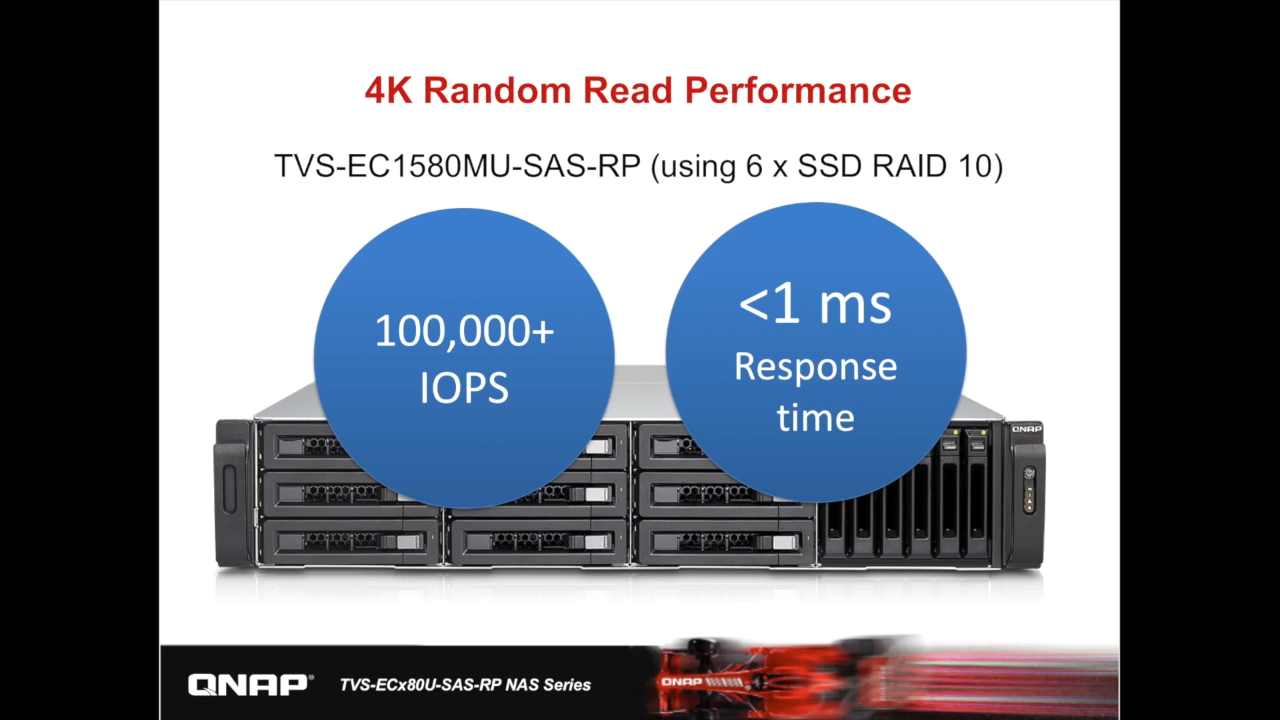 4K Random Read Performance
TVS-EC1580MU-SAS-RP (using 6 x SSD RAID 10)
100,000+
IOPS
<1 ms
Response
time
QNAP
QNAP®
TVS-ECx80U-SAS-RP NAS Series
QNAP